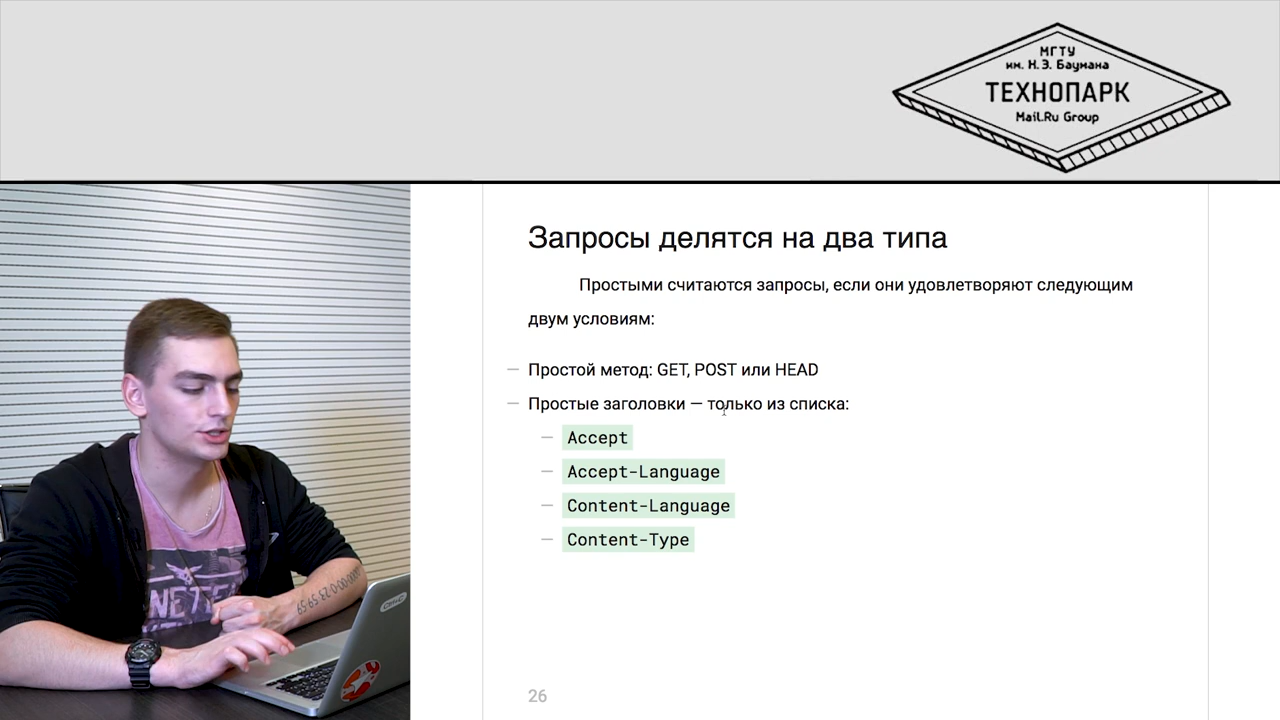 МГТУ
им. Н.Э. Баумана
ТЕХНОПАРК
Mail.Ru Group
Запросы делятся на два типа
Простыми считаются запросы, если они удовлетворяют следующим
двум условиям:
— Простой метод: GET, POST или HEAD
— Простые заголовки — только из списка:
— Accept
— Accept-Language
— Content-Language
— Content-Type
26